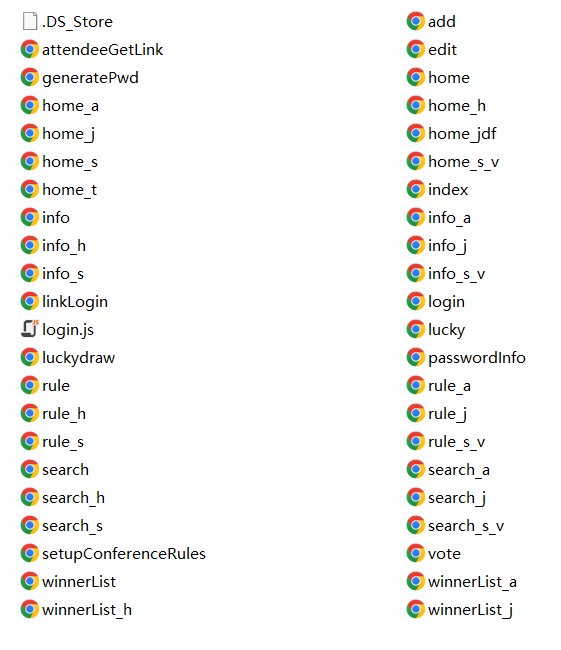 .DS_Store
add
attendeeGetLink
edit
generatePwd
home
home_a
home_h
home_j
home_jdf
home_s
home_s_v
home_t
index
info
info_a
info_h
info_j
info_s
info_s_v
linkLogin
login
login.js
lucky
luckydraw
passwordInfo
rule
rule_a
rule_h
rule_j
rule_s
rule_s_v
search
search_a
search_h
search_j
search_s
search_s_v
setupConferenceRules
vote
winnerList
winnerList_a
winnerList_h
winnerList_j